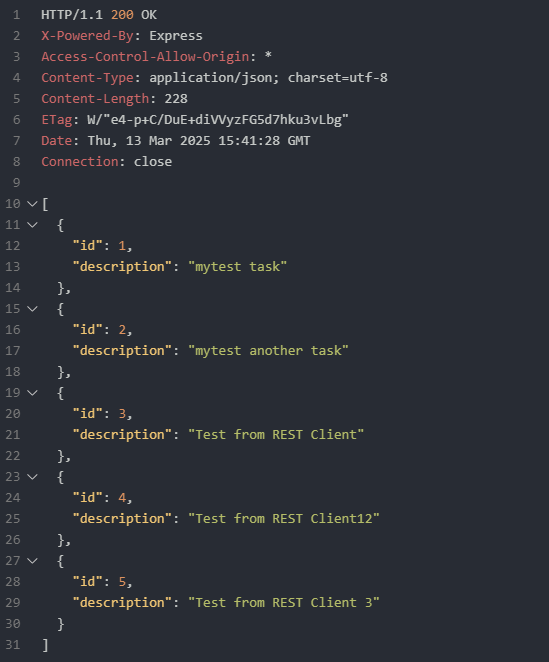 1 HTTP/1.1 200 OK
2 X-Powered-By: Express
3 Access-Control-Allow-Origin: *
4 Content-Type: application/json; charset=utf-8
5 Content-Length: 228
6 ETag: W/"e4-p+C/DuE+diVVyzFG5d7hku3vLbg"
7 Date: Thu, 13 Mar 2025 15:41:28 GMT
8 Connection: close
9
10 [
11   {
12     "id": 1,
13     "description": "mytest task"
14   },
15   {
16     "id": 2,
17     "description": "mytest another task"
18   },
19   {
20     "id": 3,
21     "description": "Test from REST Client"
22   },
23   {
24     "id": 4,
25     "description": "Test from REST Client12"
26   },
27   {
28     "id": 5,
29     "description": "Test from REST Client 3"
30   }
31 ]